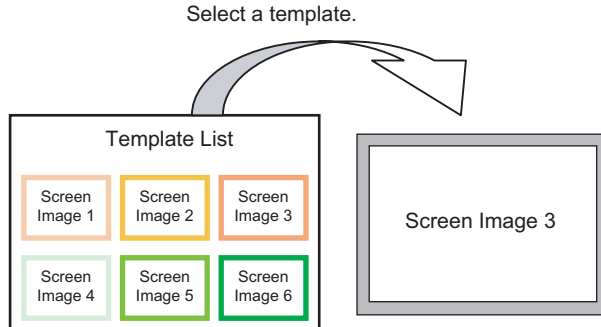 Select a template.
Template List
Screen
Image 1
Screen
Image 2
Screen
Image 3
Screen
Image 4
Screen
Image 5
Screen
Image 6
Screen Image 3